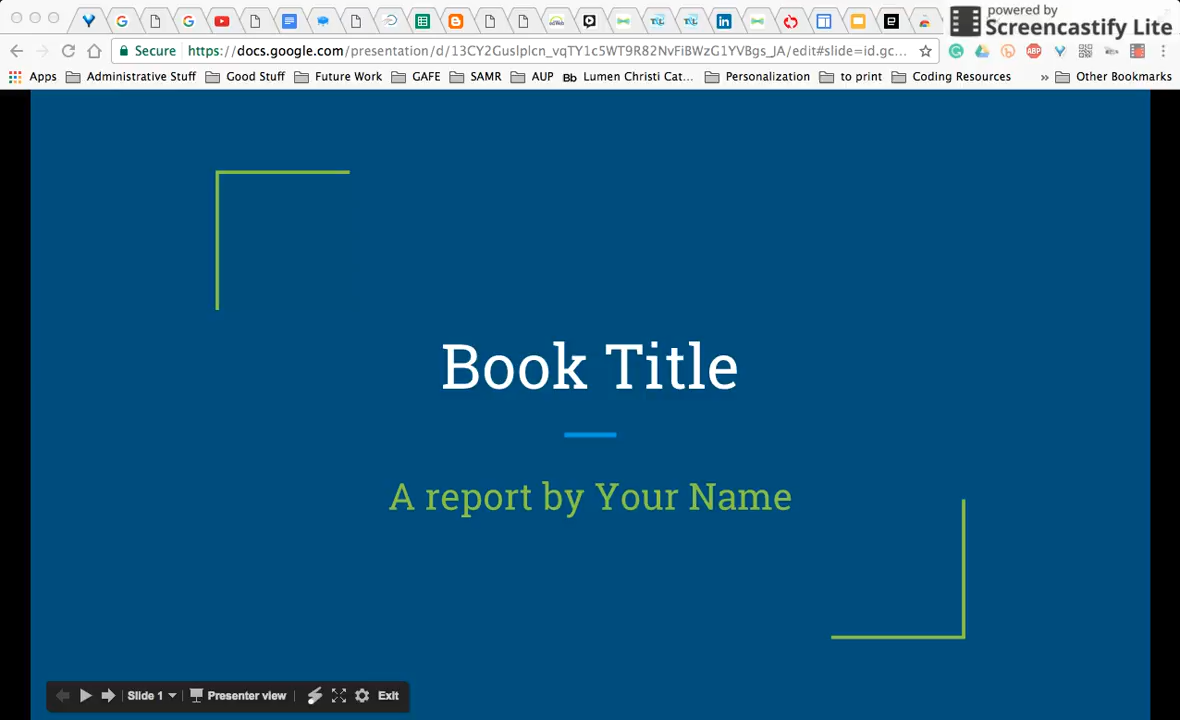 powered by
Screencastify Lite
Secure https://docs.google.com/presentation/d/13CY2GusIplcn_vqTY1c5WT9R82NvFiBWzG1YVBgs_JA/edit#slide=id.gc...
Apps Administrative Stuff Good Stuff Future Work GAFE SAMR AUP Bb Lumen Christi Cat... Personalization to print Coding Resources » Other Bookmarks
Book Title
A report by Your Name
Slide 1 Presenter view Exit